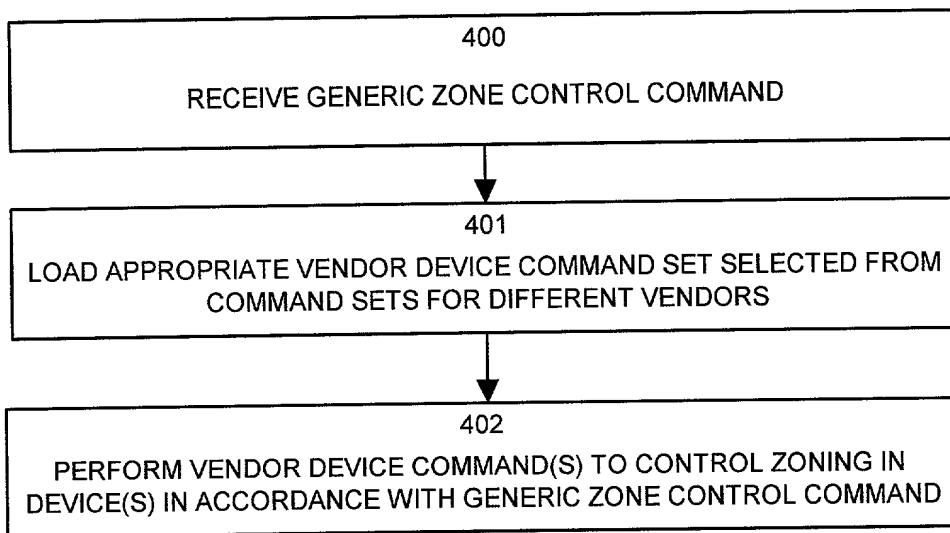 400
RECEIVE GENERIC ZONE CONTROL COMMAND
401
LOAD APPROPRIATE VENDOR DEVICE COMMAND SET SELECTED FROM
COMMAND SETS FOR DIFFERENT VENDORS
402
PERFORM VENDOR DEVICE COMMAND(S) TO CONTROL ZONING IN
DEVICE(S) IN ACCORDANCE WITH GENERIC ZONE CONTROL COMMAND